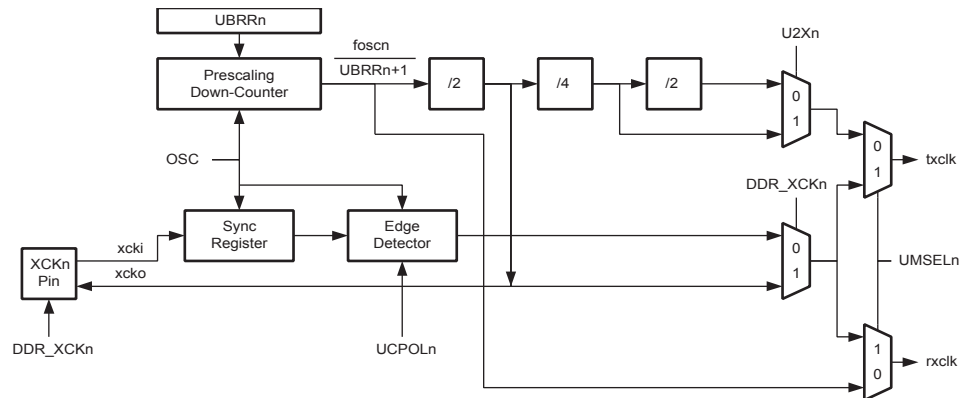 UBRRn
foscn
UBRRn+1
U2Xn
Prescaling
Down-Counter
/2
/4
/2
0
1
OSC
0
1
txclk
DDR_XCKn
Sync
Register
Edge
Detector
xcki
xcko
XCKn
Pin
0
1
UMSELn
DDR_XCKn
UCPOLn
1
0
rxclk